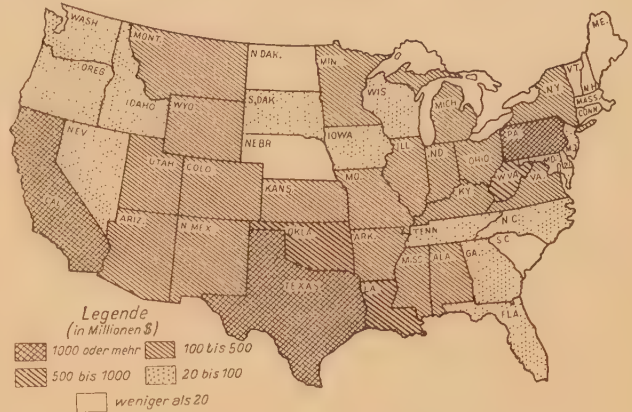 WASH.
MONT.
N.DAK.
MIN.
ME.
OREG
IDAHO
WYO.
S.DAK.
WIS
MICH
NY.
VT.
NH
MASS.
CONN.
NEV
UTAH
COLO.
NEBR
IOWA
ILL
IND
OHIO
PA
MD.
CAL
KANS.
MO.
KY
W.VA
VA.
ARIZ.
N.MEX.
OKLA
ARK.
TENN
N.C.
S.C
TEXAS
LA
MISS
ALA
GA.
FLA.
Legende
(in Millionen $)
1000 oder mehr
100 bis 500
500 bis 1000
20 bis 100
weniger als 20